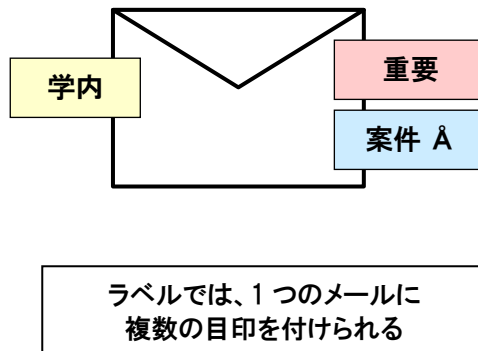 学内
重要
案件 Å
ラベルでは、1 つのメールに
複数の目印を付けられる